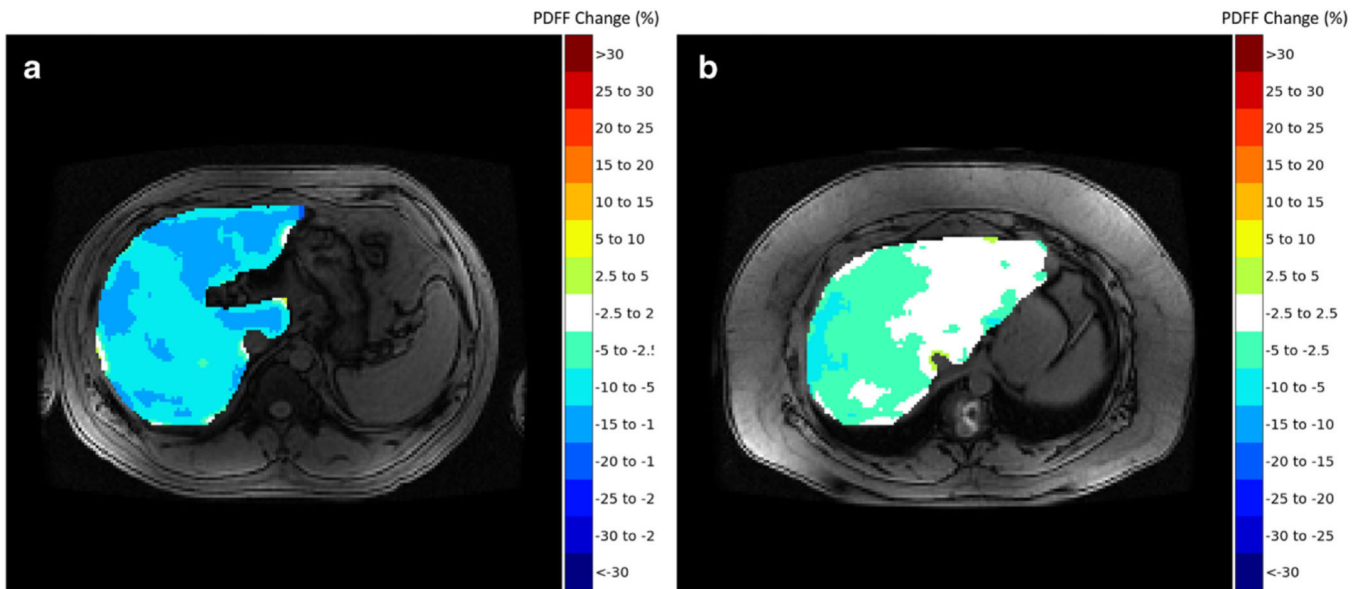 PDFF Change (%)
a
>30
25 to 30
20 to 25
15 to 20
10 to 15
5 to 10
2.5 to 5
-2.5 to 2
-5 to -2.!
-10 to -5
-15 to -1
-20 to -1
-25 to -2
-30 to -2
<-30
PDFF Change (%)
b
>30
25 to 30
20 to 25
15 to 20
10 to 15
5 to 10
2.5 to 5
-2.5 to 2.5
-5 to -2.5
-10 to -5
-15 to -10
-20 to -15
-25 to -20
-30 to -25
<-30